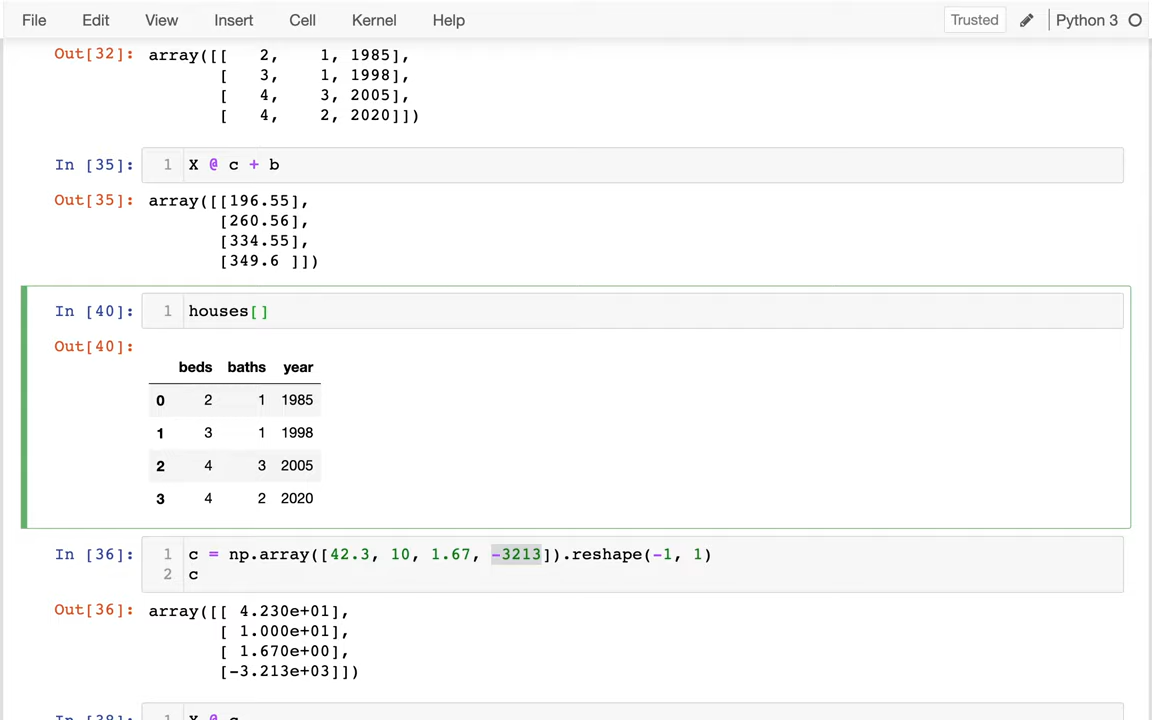 File Edit View Insert Cell Kernel Help Trusted Python 3
Out[32]: array([[   2,    1, 1985],
[   3,    1, 1998],
[   4,    3, 2005],
[   4,    2, 2020]])
In [35]: 1 X @ c + b
Out[35]: array([[196.55],
[260.56],
[334.55],
[349.6 ]])
In [40]: 1 houses[]
Out[40]:
beds baths year
0 2 1 1985
1 3 1 1998
2 4 3 2005
3 4 2 2020
In [36]: 1 c = np.array([42.3, 10, 1.67, -3213]).reshape(-1, 1)
2 c
Out[36]: array([[ 4.230e+01],
[ 1.000e+01],
[ 1.670e+00],
[-3.213e+03]])
In [38]: 1 X @ c